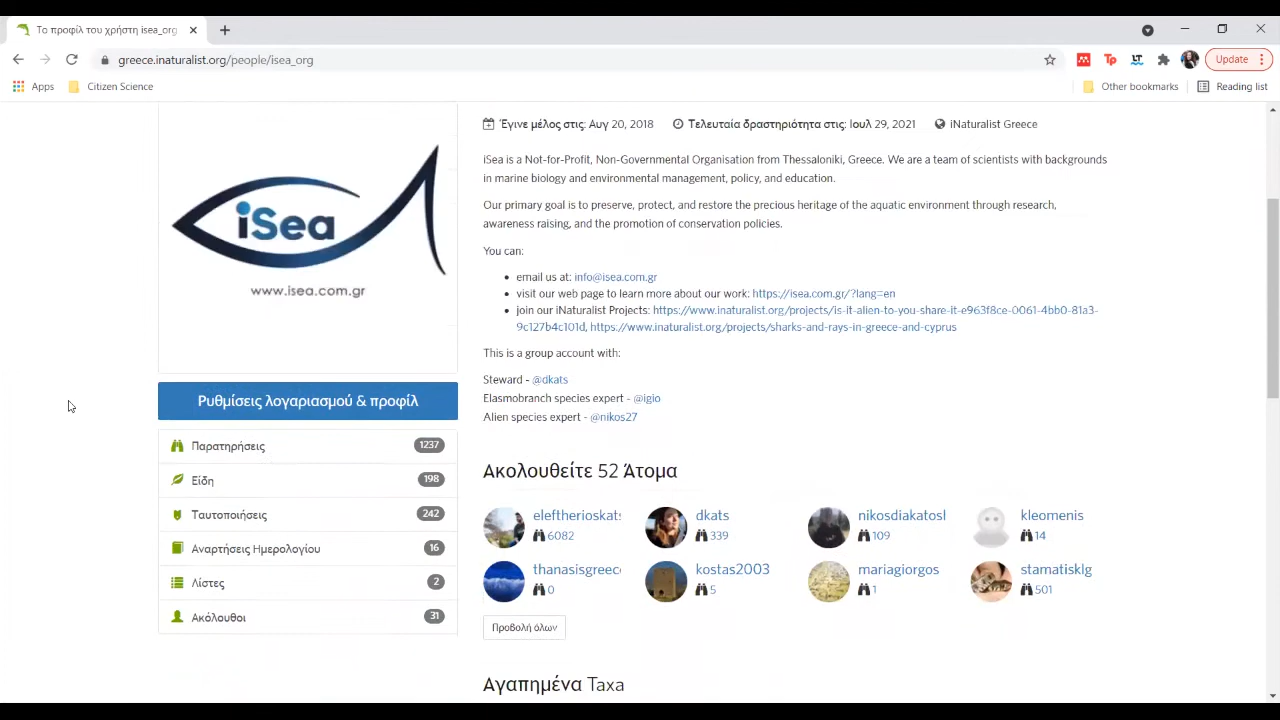 Το προφίλ του χρήστη isea_org
greece.inaturalist.org/people/isea_org
Update
Apps
Citizen Science
Other bookmarks
Reading list
iSea
www.isea.com.gr
Ρυθμίσεις λογαριασμού & προφίλ
Παρατηρήσεις 1237
Είδη 198
Ταυτοποιήσεις 242
Αναρτήσεις Ημερολογίου 16
Λίστες 2
Ακόλουθοι 31
Έγινε μέλος στις: Αυγ 20, 2018 Τελευταία δραστηριότητα στις: Ιουλ 29, 2021 iNaturalist Greece
iSea is a Not-for-Profit, Non-Governmental Organisation from Thessaloniki, Greece. We are a team of scientists with backgrounds
in marine biology and environmental management, policy, and education.
Our primary goal is to preserve, protect, and restore the precious heritage of the aquatic environment through research,
awareness raising, and the promotion of conservation policies.
You can:
email us at: info@isea.com.gr
visit our web page to learn more about our work: https://isea.com.gr/?lang=en
join our iNaturalist Projects: https://www.inaturalist.org/projects/is-it-alien-to-you-share-it-e963f8ce-0061-4bb0-81a3-
9c127b4c101d, https://www.inaturalist.org/projects/sharks-and-rays-in-greece-and-cyprus
This is a group account with:
Steward - @dkats
Elasmobranch species expert - @igio
Alien species expert - @nikos27
Ακολουθείτε 52 Άτομα
eleftherioskats dkats nikosdiakatosl kleomenis
6082 339 109 14
thanasisgreec kostas2003 mariagiorgos stamatisklg
0 5 1 501
Προβολή όλων
Αγαπημένα Taxa